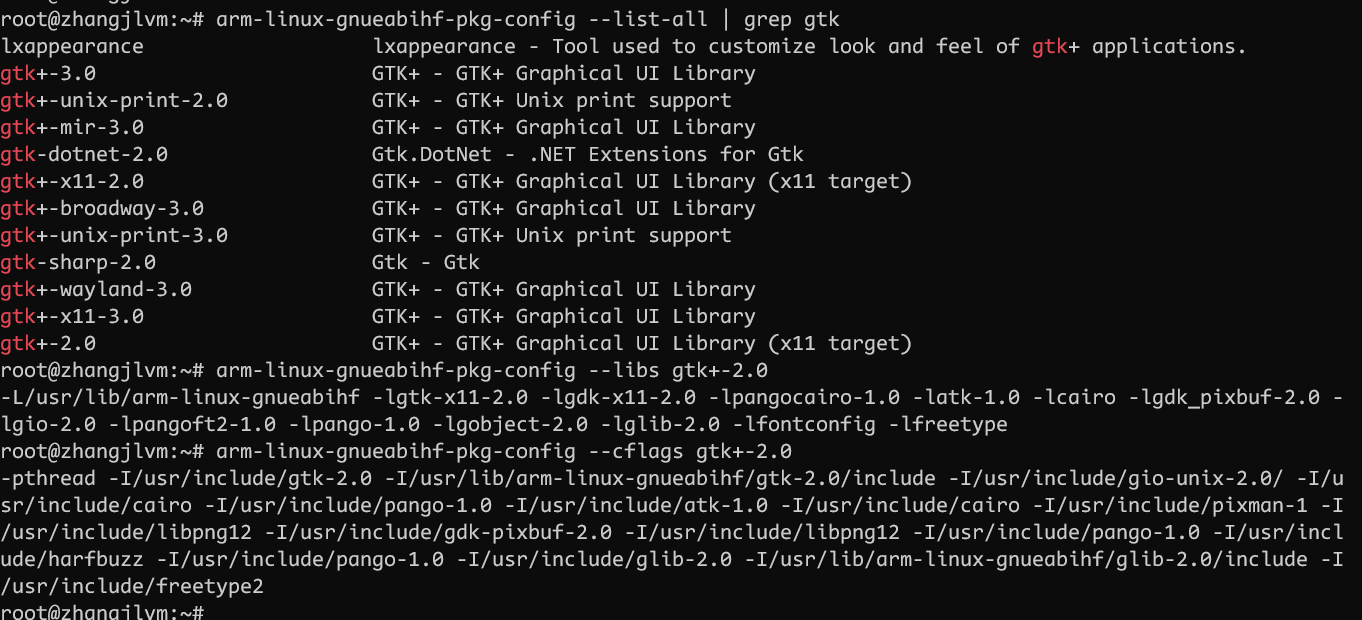 root@zhangjlvm:~# arm-linux-gnueabihf-pkg-config --list-all | grep gtk
lxappearance                   lxappearance - Tool used to customize look and feel of gtk+ applications.
gtk+-3.0                       GTK+ - GTK+ Graphical UI Library
gtk+-unix-print-2.0            GTK+ - GTK+ Unix print support
gtk+-mir-3.0                   GTK+ - GTK+ Graphical UI Library
gtk-dotnet-2.0                 Gtk.DotNet - .NET Extensions for Gtk
gtk+-x11-2.0                   GTK+ - GTK+ Graphical UI Library (x11 target)
gtk+-broadway-3.0              GTK+ - GTK+ Graphical UI Library
gtk+-unix-print-3.0            GTK+ - GTK+ Unix print support
gtk-sharp-2.0                  Gtk - Gtk
gtk+-wayland-3.0               GTK+ - GTK+ Graphical UI Library
gtk+-x11-3.0                   GTK+ - GTK+ Graphical UI Library
gtk+-2.0                       GTK+ - GTK+ Graphical UI Library (x11 target)
root@zhangjlvm:~# arm-linux-gnueabihf-pkg-config --libs gtk+-2.0
-L/usr/lib/arm-linux-gnueabihf -lgtk-x11-2.0 -lgdk-x11-2.0 -lpangocairo-1.0 -latk-1.0 -lcairo -lgdk_pixbuf-2.0 -
lgio-2.0 -lpangoft2-1.0 -lpango-1.0 -lgobject-2.0 -lglib-2.0 -lfontconfig -lfreetype
root@zhangjlvm:~# arm-linux-gnueabihf-pkg-config --cflags gtk+-2.0
-pthread -I/usr/include/gtk-2.0 -I/usr/lib/arm-linux-gnueabihf/gtk-2.0/include -I/usr/include/gio-unix-2.0/ -I/u
sr/include/cairo -I/usr/include/pango-1.0 -I/usr/include/atk-1.0 -I/usr/include/cairo -I/usr/include/pixman-1 -I
/usr/include/libpng12 -I/usr/include/gdk-pixbuf-2.0 -I/usr/include/libpng12 -I/usr/include/pango-1.0 -I/usr/incl
ude/harfbuzz -I/usr/include/pango-1.0 -I/usr/include/glib-2.0 -I/usr/lib/arm-linux-gnueabihf/glib-2.0/include -I
/usr/include/freetype2
root@zhangjlvm:~#